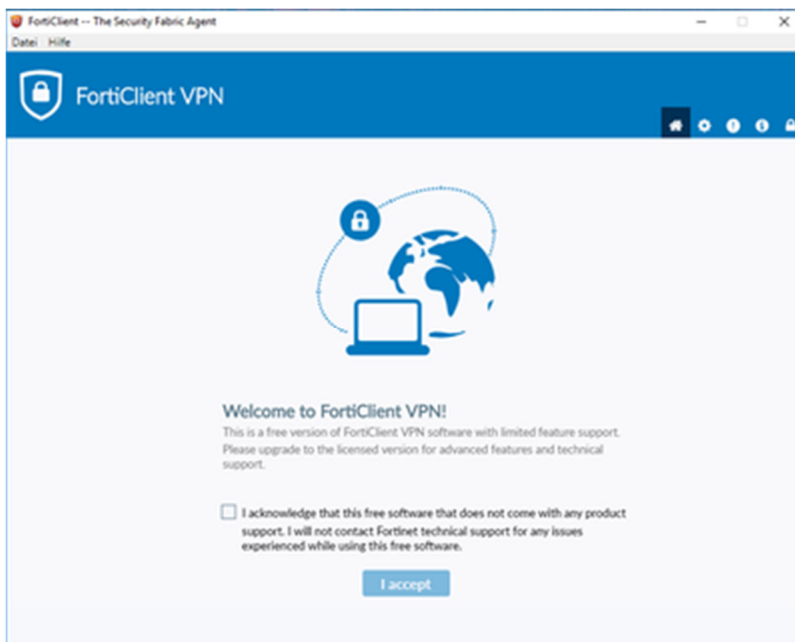 FortiClient -- The Security Fabric Agent
Datei Hilfe
FortiClient VPN
Welcome to FortiClient VPN!
This is a free version of FortiClient VPN software with limited feature support.
Please upgrade to the licensed version for advanced features and technical
support.
I acknowledge that this free software that does not come with any product
support. I will not contact Fortinet technical support for any issues
experienced while using this free software.
I accept